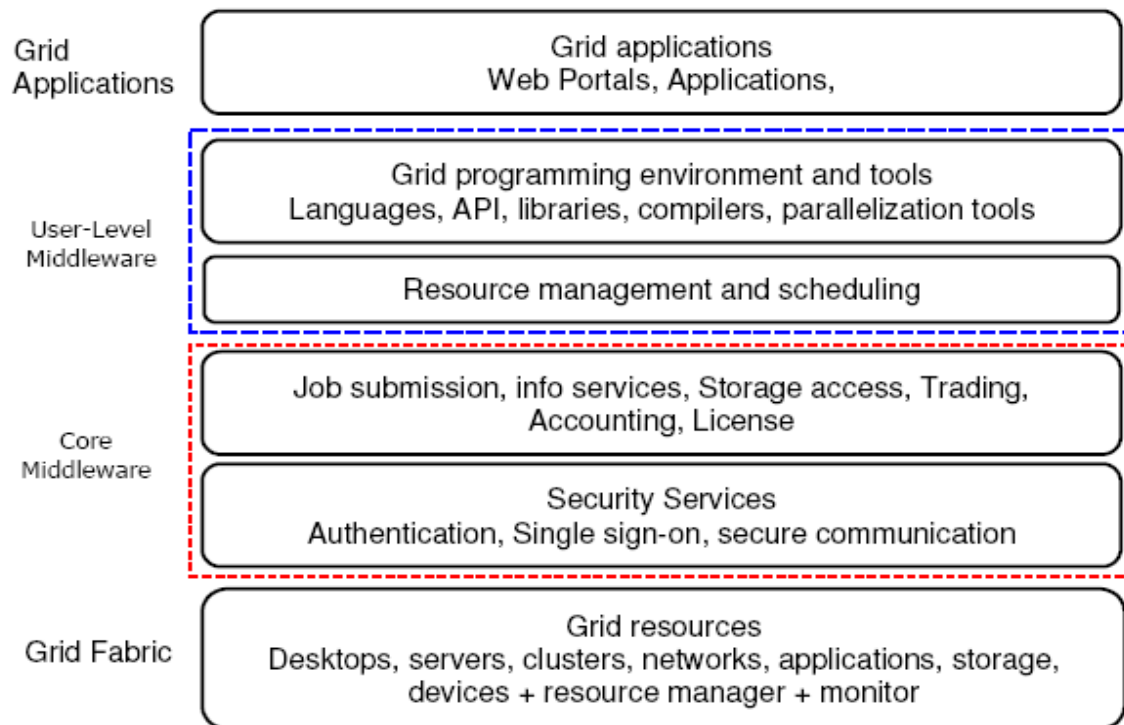 Grid
Applications
Grid applications
Web Portals, Applications,
User-Level
Middleware
Grid programming environment and tools
Languages, API, libraries, compilers, parallelization tools
Resource management and scheduling
Core
Middleware
Job submission, info services, Storage access, Trading,
Accounting, License
Security Services
Authentication, Single sign-on, secure communication
Grid Fabric
Grid resources
Desktops, servers, clusters, networks, applications, storage,
devices + resource manager + monitor